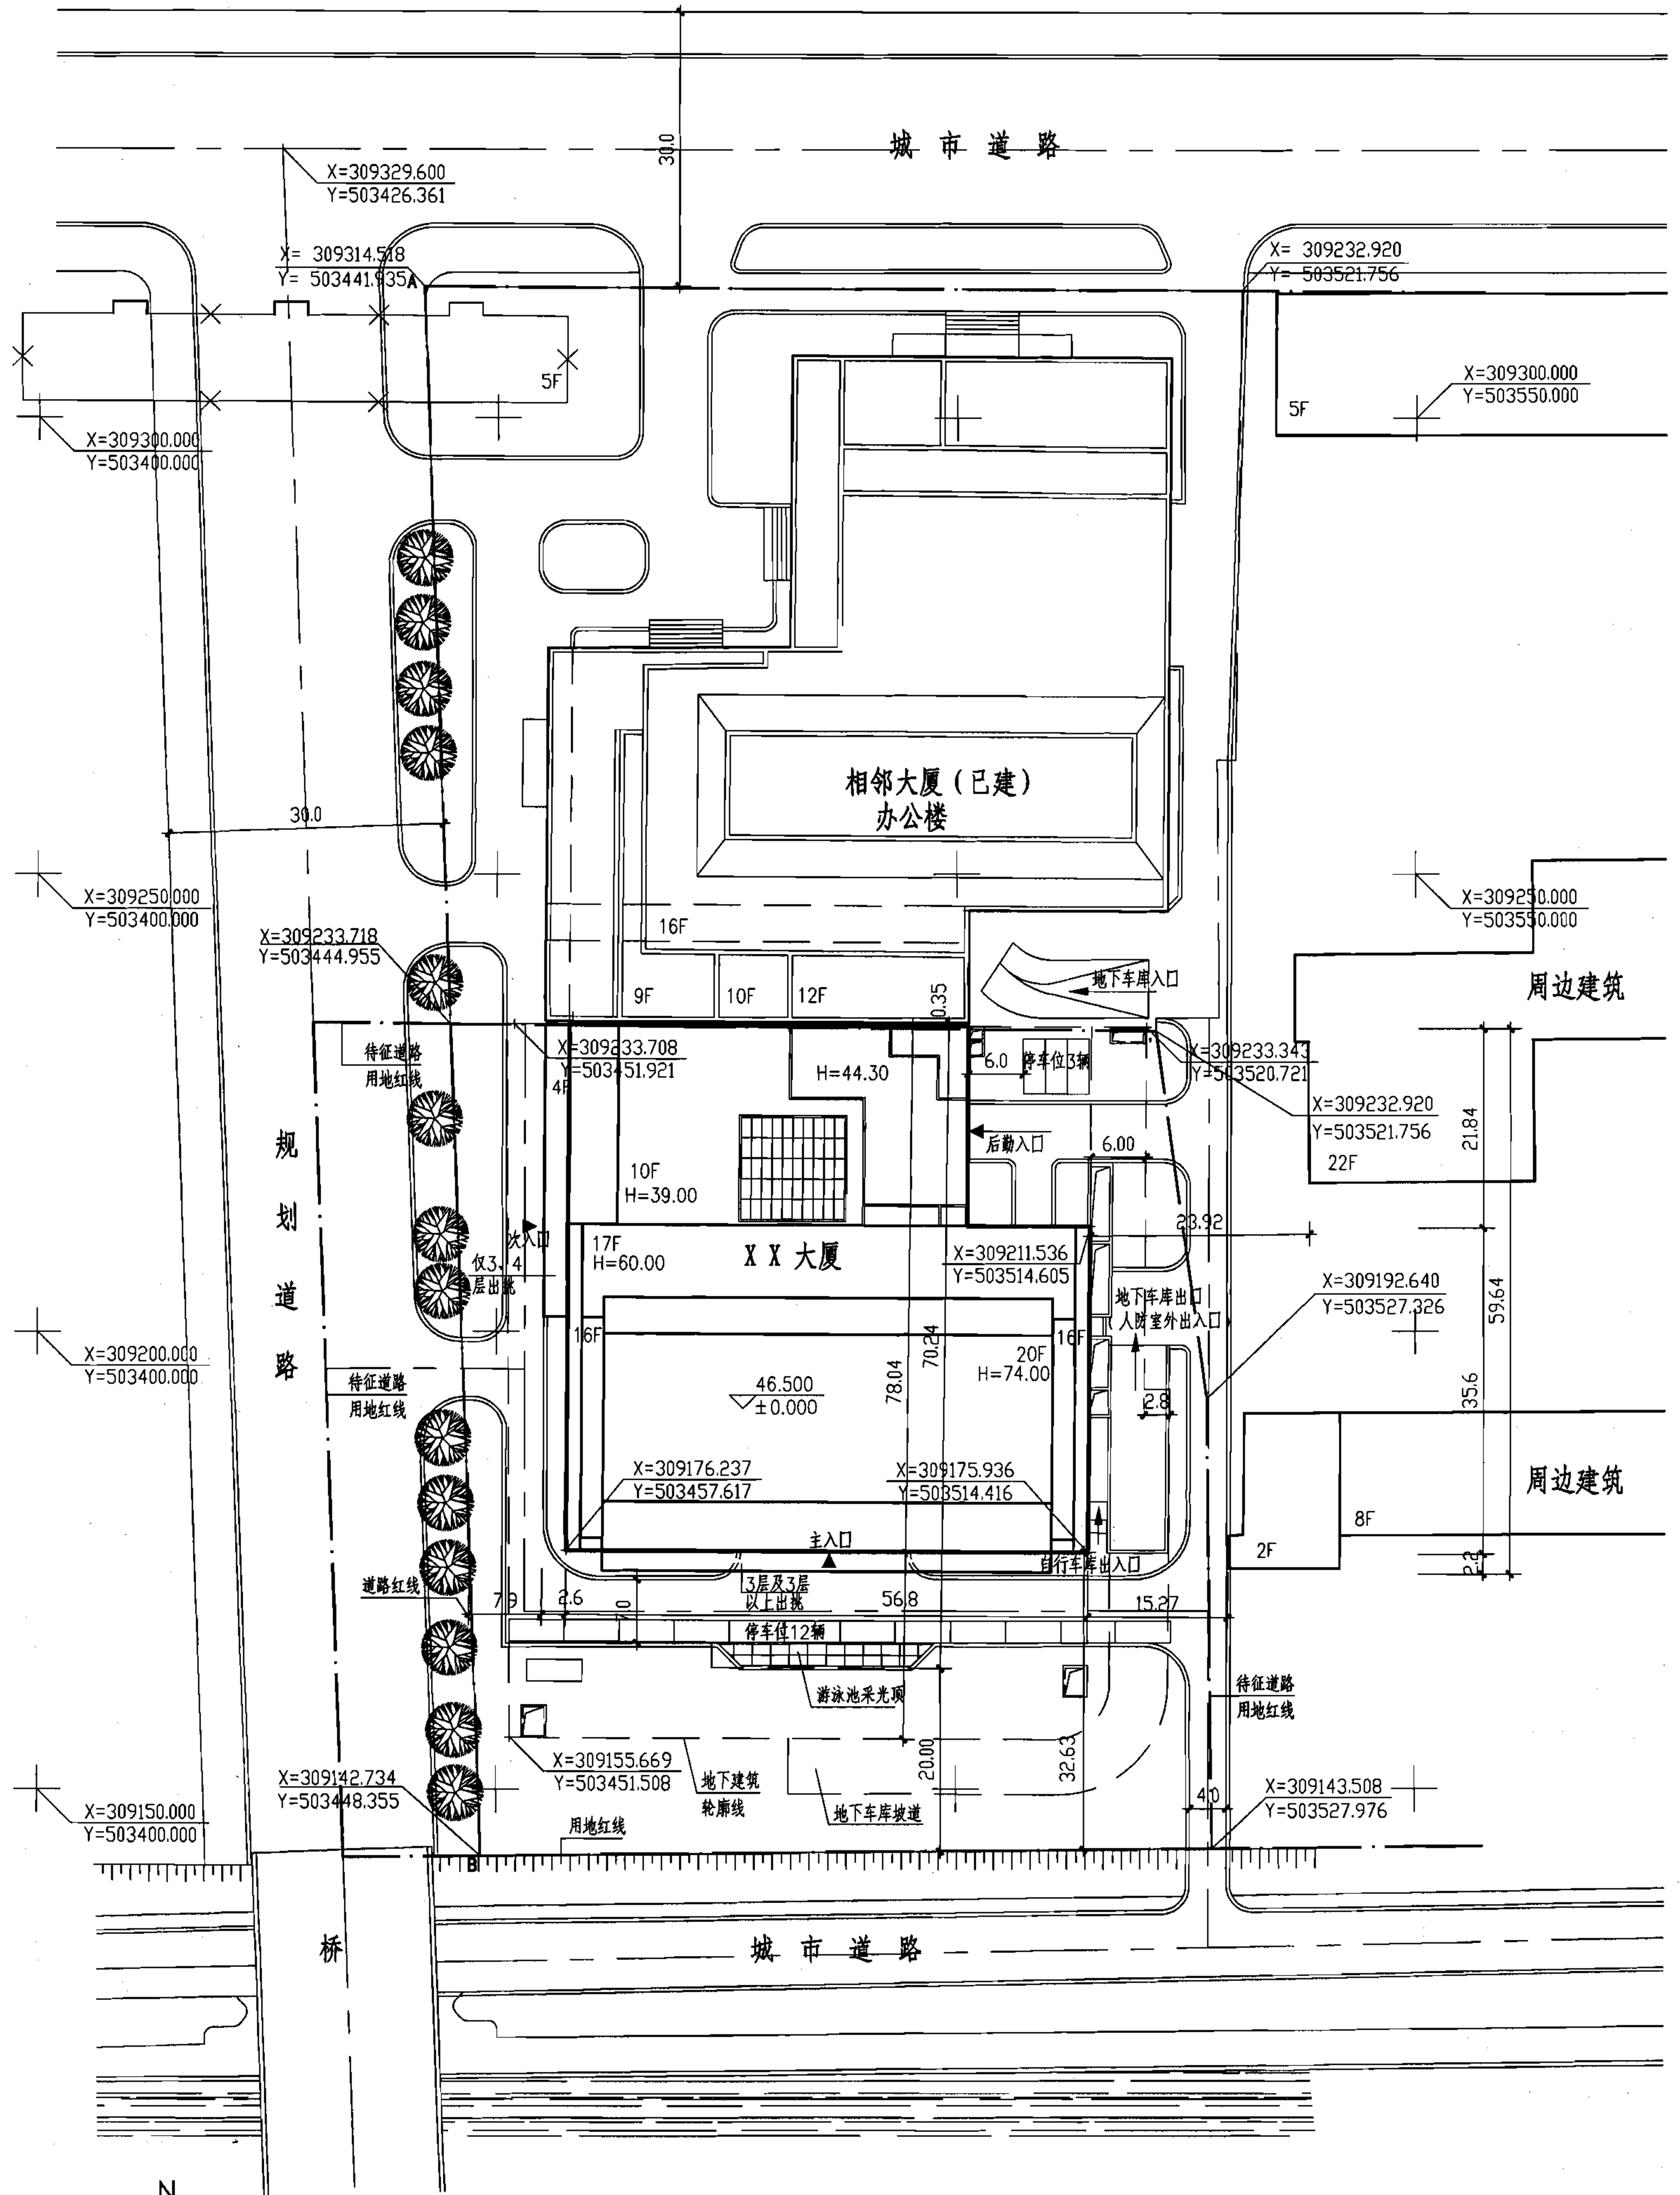 城 市 道 路
30.0
X=309329.600
Y=503426.361
X= 309314.518
Y= 503441.935
A
X= 309232.920
Y= 503521.756
5F
5F
X=309300.000
Y=503550.000
X=309300.000
Y=503400.000
相邻大厦（已建）
办公楼
30.0
X=309250.000
Y=503400.000
X=309250.000
Y=503550.000
16F
X=309233.718
Y=503444.955
地下车库入口
周边建筑
9F
10F
12F
0.35
待征道路
用地红线
X=309233.708
Y=503451.921
4F
H=44.30
6.0
停车位3辆
X=309233.343
Y=503520.721
X=309232.920
Y=503521.756
规划道路
后勤入口
6.00
21.84
22F
10F
H=39.00
23.92
次入口
仅3、4
层出挑
17F
H=60.00
X X 大厦
X=309211.536
Y=503514.605
地下车库出口
（人防室外出入口）
X=309192.640
Y=503527.326
59.64
X=309200.000
Y=503400.000
16F
16F
20F
H=74.00
70.24
78.04
待征道路
用地红线
46.500
±0.000
2.8
35.6
X=309176.237
Y=503457.617
X=309175.936
Y=503514.416
周边建筑
8F
2F
主入口
自行车库出入口
2.2
道路红线
7.9
2.6
7.0
3层及3层
以上出挑
56.8
15.27
停车位12辆
游泳池采光顶
待征道路
用地红线
X=309155.669
Y=503451.508
地下建筑
轮廓线
地下车库坡道
20.00
32.63
X=309142.734
Y=503448.355
X=309143.508
Y=503527.976
4.0
X=309150.000
Y=503400.000
用地红线
B
桥
城 市 道 路